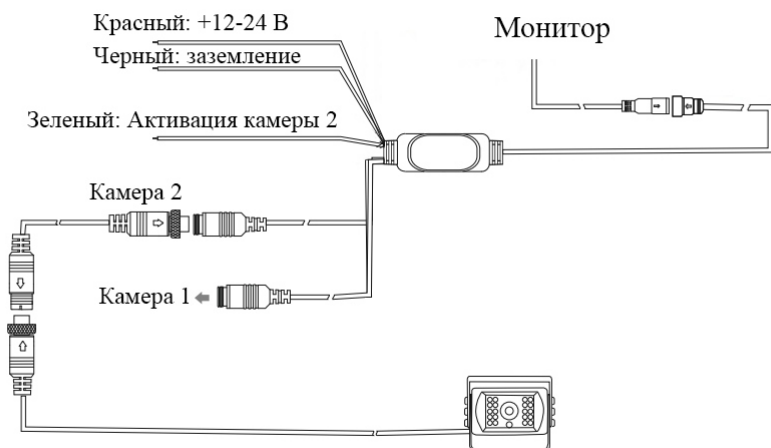 Красный: +12-24 В
Монитор
Черный: заземление
Зеленый: Активация камеры 2
Камера 2
Камера 1